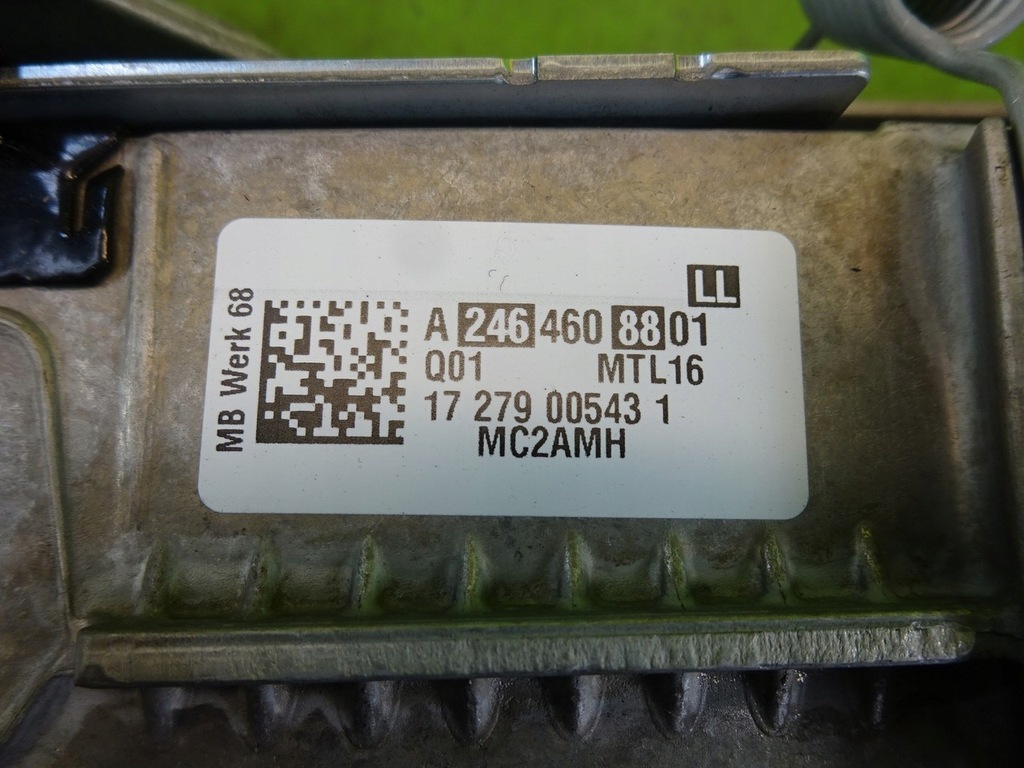 MB Werk 68
LL
A 246 460 88 01
Q01 MTL16
17 279 00543 1
MC2AMH